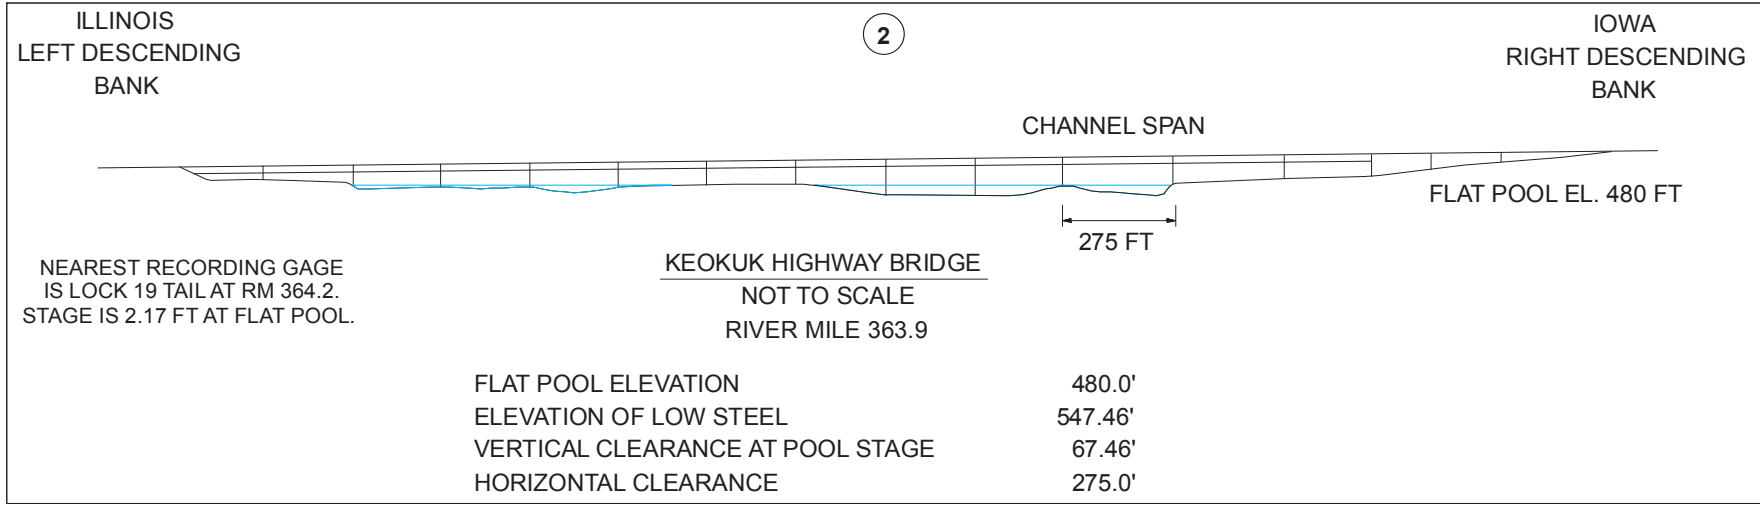 ILLINOIS
LEFT DESCENDING
BANK
2
IOWA
RIGHT DESCENDING
BANK
CHANNEL SPAN
FLAT POOL EL. 480 FT
275 FT
NEAREST RECORDING GAGE
IS LOCK 19 TAIL AT RM 364.2.
STAGE IS 2.17 FT AT FLAT POOL.
KEOKUK HIGHWAY BRIDGE
NOT TO SCALE
RIVER MILE 363.9
FLAT POOL ELEVATION 480.0'
ELEVATION OF LOW STEEL 547.46'
VERTICAL CLEARANCE AT POOL STAGE 67.46'
HORIZONTAL CLEARANCE 275.0'